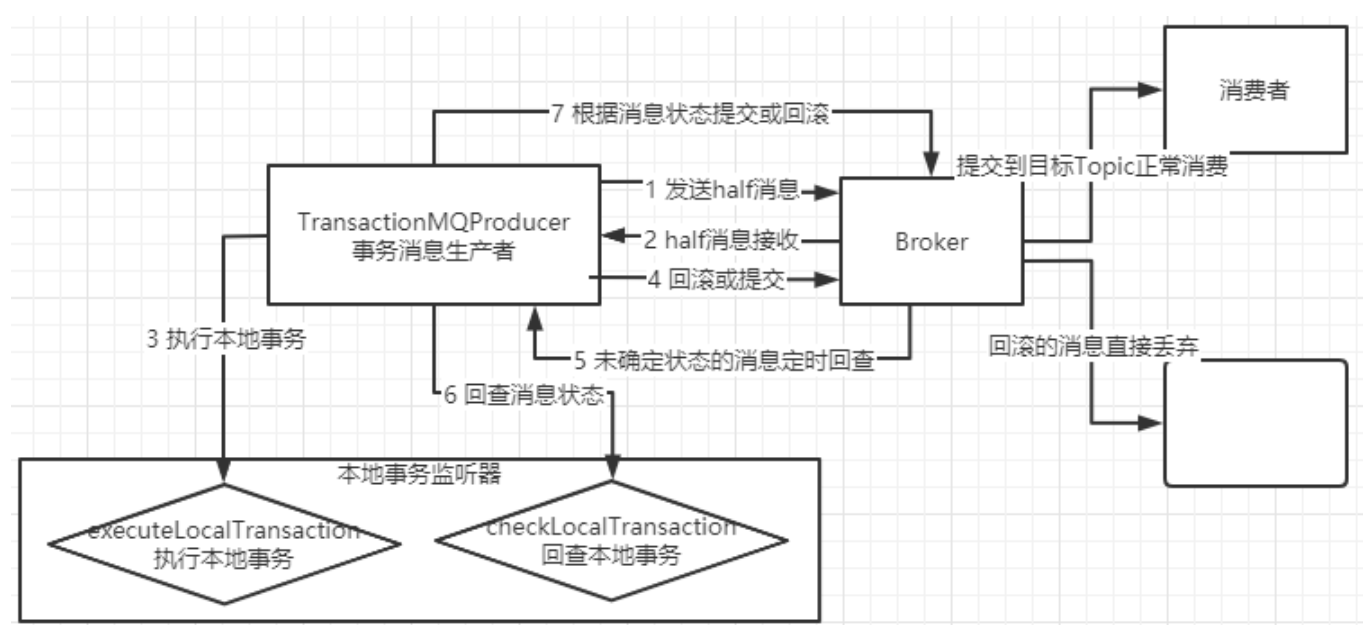 消费者
7 根据消息状态提交或回滚
提交到目标Topic正常消费
1 发送half消息
TransactionMQProducer
事务消息生产者
2 half消息接收
Broker
4 回滚或提交
3 执行本地事务
5 未确定状态的消息定时回查
回滚的消息直接丢弃
6 回查消息状态
本地事务监听器
executeLocalTransaction
执行本地事务
checkLocalTransaction
回查本地事务